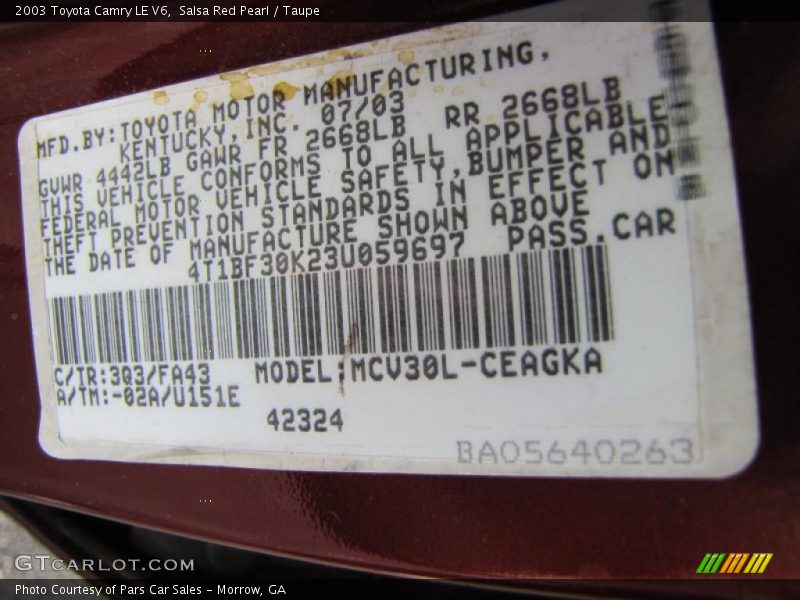 2003 Toyota Camry LE V6,  Salsa Red Pearl / Taupe
MFD.BY:TOYOTA MOTOR MANUFACTURING,
KENTUCKY,INC. 07/03
GVWR 4442LB GAWR FR 2668LB RR 2668LB
THIS VEHICLE CONFORMS TO ALL APPLICABLE
FEDERAL MOTOR VEHICLE SAFETY,BUMPER AND
THEFT PREVENTION STANDARDS IN EFFECT ON
THE DATE OF MANUFACTURE SHOWN ABOVE
4T1BF30K23U059697 PASS.CAR
C/TR:3Q3/FA43 MODEL:MCV30L-CEAGKA
A/TM:-02A/U151E
42324
BA05640263
GTCARLOT.COM
Photo Courtesy of Pars Car Sales - Morrow, GA